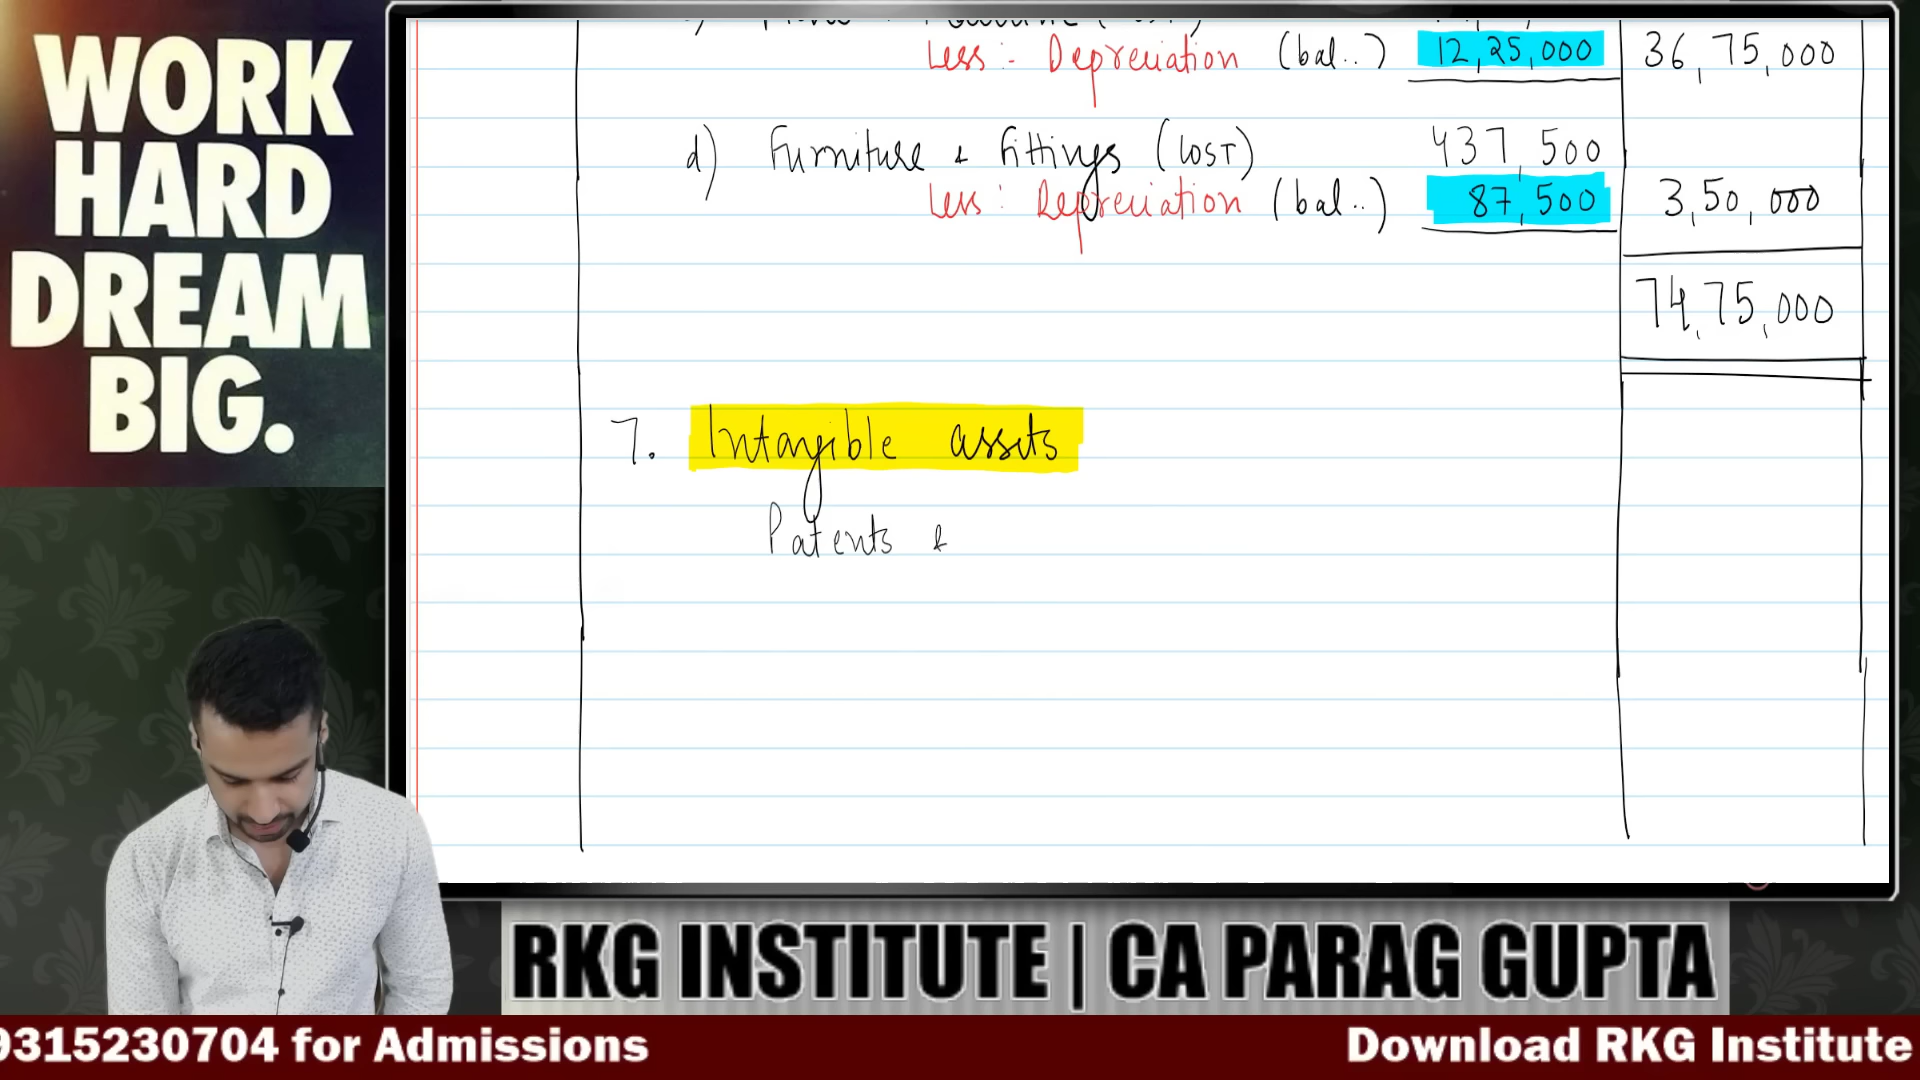 WORK
HARD
DREAM
BIG.
Less :- Depreciation (bal..) 12,25,000 36,75,000
d) Furniture & Fittings (COST) 437,500
Less : Depreciation (bal..) 87,500 3,50,000
74,75,000
7. Intangible assets
Patents &
RKG INSTITUTE | CA PARAG GUPTA
9315230704 for Admissions
Download RKG Institute